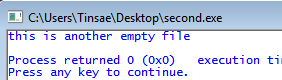 C:\Users\Tinsae\Desktop\second.exe
this is another empty file
Process returned 0 (0x0)   execution
Press any key to continue.